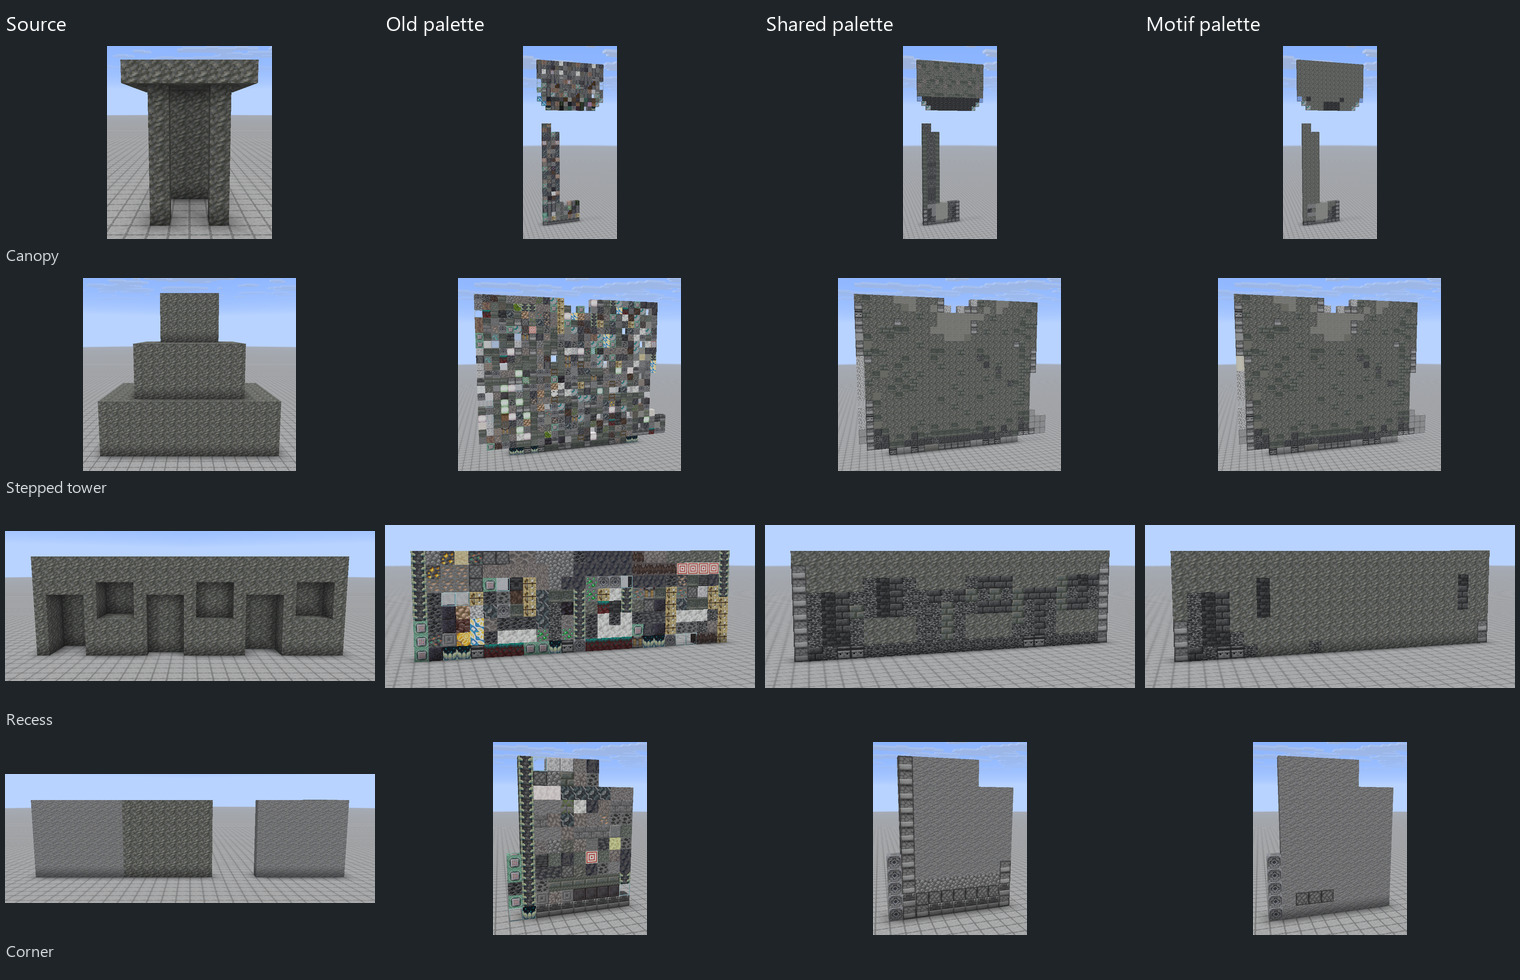 Source Old palette Shared palette Motif palette
Canopy
Stepped tower
Recess
Corner